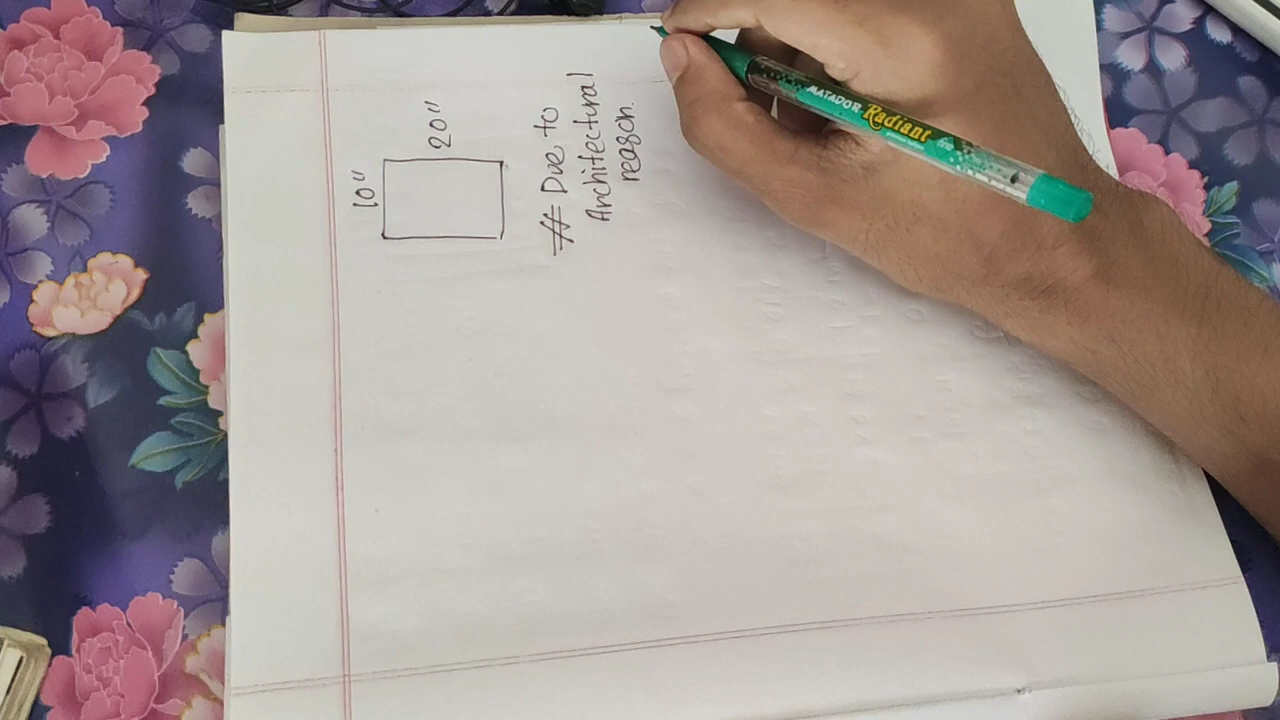 10"
20"
# Due to
Architectural
reason.
MATADOR Radiant